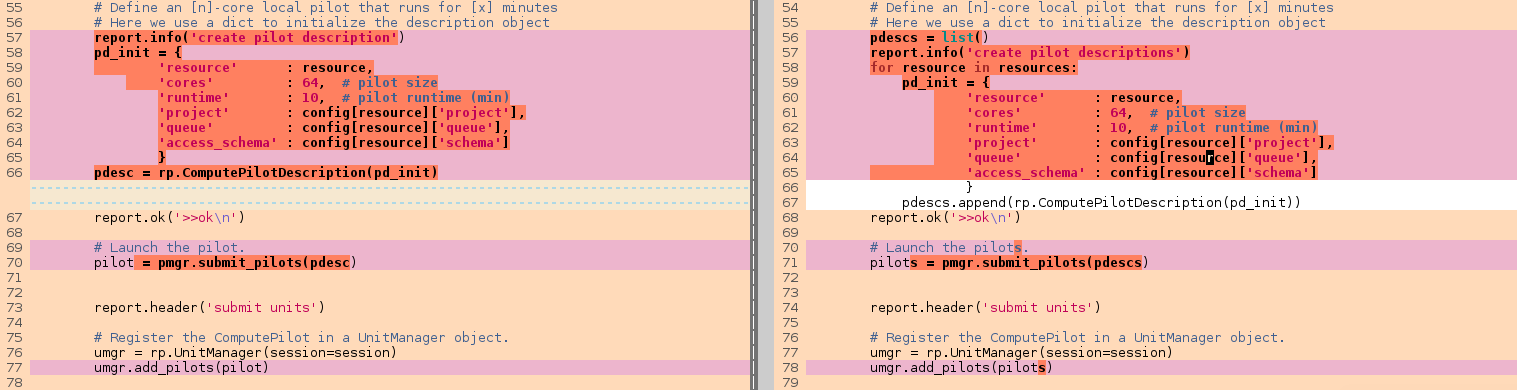 55        # Define an [n]-core local pilot that runs for [x] minutes
56        # Here we use a dict to initialize the description object
57        report.info('create pilot description')
58        pd_init = {
59                'resource'      : resource,
60                'cores'         : 64,  # pilot size
61                'runtime'       : 10,  # pilot runtime (min)
62                'project'       : config[resource]['project'],
63                'queue'         : config[resource]['queue'],
64                'access_schema' : config[resource]['schema']
65                }
66        pdesc = rp.ComputePilotDescription(pd_init)
67        report.ok('>>ok\n')
68
69        # Launch the pilot.
70        pilot = pmgr.submit_pilots(pdesc)
71
72
73        report.header('submit units')
74
75        # Register the ComputePilot in a UnitManager object.
76        umgr = rp.UnitManager(session=session)
77        umgr.add_pilots(pilot)
78
54        # Define an [n]-core local pilot that runs for [x] minutes
55        # Here we use a dict to initialize the description object
56        pdescs = list()
57        report.info('create pilot descriptions')
58        for resource in resources:
59            pd_init = {
60                    'resource'      : resource,
61                    'cores'         : 64,  # pilot size
62                    'runtime'       : 10,  # pilot runtime (min)
63                    'project'       : config[resource]['project'],
64                    'queue'         : config[resource]['queue'],
65                    'access_schema' : config[resource]['schema']
66                    }
67            pdescs.append(rp.ComputePilotDescription(pd_init))
68        report.ok('>>ok\n')
69
70        # Launch the pilots.
71        pilots = pmgr.submit_pilots(pdescs)
72
73
74        report.header('submit units')
75
76        # Register the ComputePilot in a UnitManager object.
77        umgr = rp.UnitManager(session=session)
78        umgr.add_pilots(pilots)
79